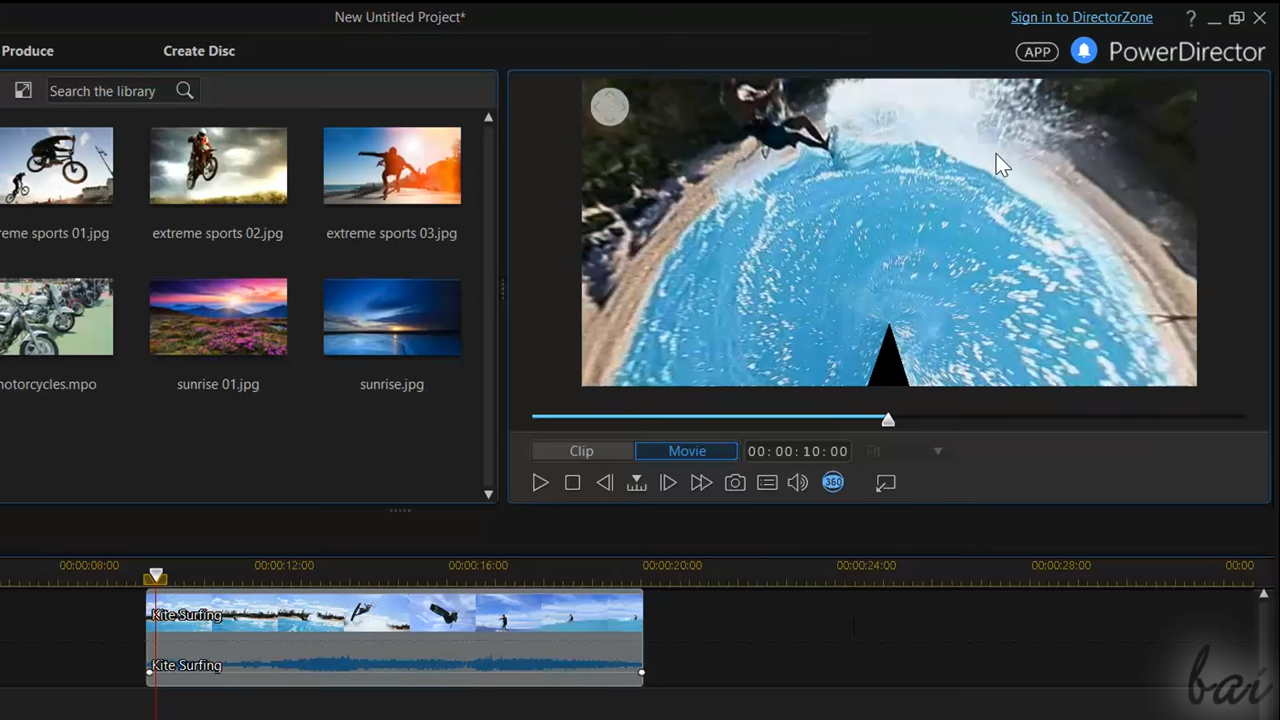 New Untitled Project*
Sign in to DirectorZone
?
Produce
Create Disc
APP
PowerDirector
Search the library
reme sports 01.jpg
extreme sports 02.jpg
extreme sports 03.jpg
notorcycles.mpo
sunrise 01.jpg
sunrise.jpg
Clip
Movie
00:00:10:00
Fit
360
00:00:08:00
00:00:12:00
00:00:16:00
00:00:20:00
00:00:24:00
00:00:28:00
00:00
Kite Surfing
Kite Surfing
bai